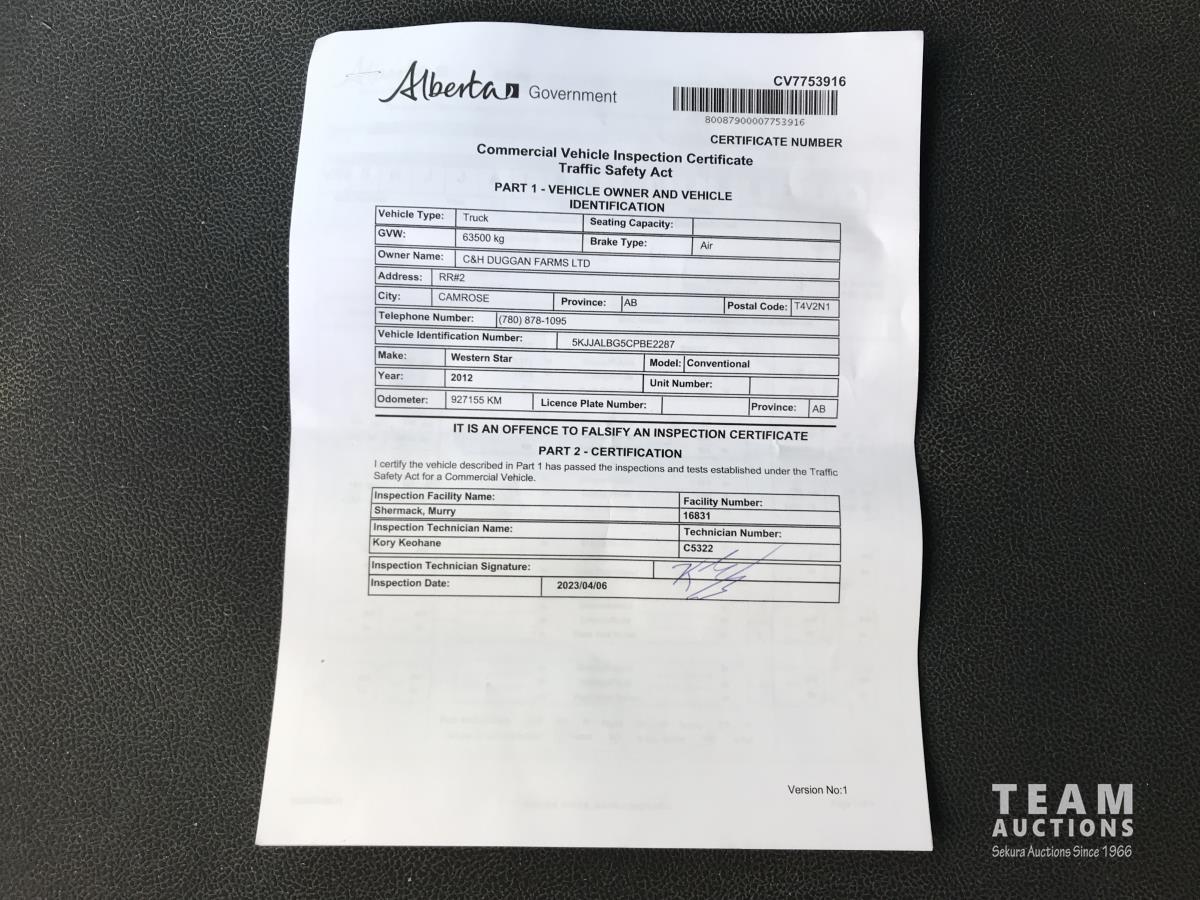 Alberta Government
CV7753916
80087900007753916
CERTIFICATE NUMBER
Commercial Vehicle Inspection Certificate
Traffic Safety Act
PART 1 - VEHICLE OWNER AND VEHICLE
IDENTIFICATION
Vehicle Type: Truck Seating Capacity:
GVW: 63500 kg Brake Type: Air
Owner Name: C&H DUGGAN FARMS LTD
Address: RR#2
City: CAMROSE Province: AB Postal Code: T4V2N1
Telephone Number: (780) 878-1095
Vehicle Identification Number: 5KJJALBG5CPBE2287
Make: Western Star Model: Conventional
Year: 2012 Unit Number:
Odometer: 927155 KM Licence Plate Number: Province: AB
IT IS AN OFFENCE TO FALSIFY AN INSPECTION CERTIFICATE
PART 2 - CERTIFICATION
I certify the vehicle described in Part 1 has passed the inspections and tests established under the Traffic
Safety Act for a Commercial Vehicle.
Inspection Facility Name: Facility Number:
Shermack, Murry 16831
Inspection Technician Name: Technician Number:
Kory Keohane C5322
Inspection Technician Signature:
Inspection Date: 2023/04/06
Version No:1
TEAM
AUCTIONS
Sekura Auctions Since 1966